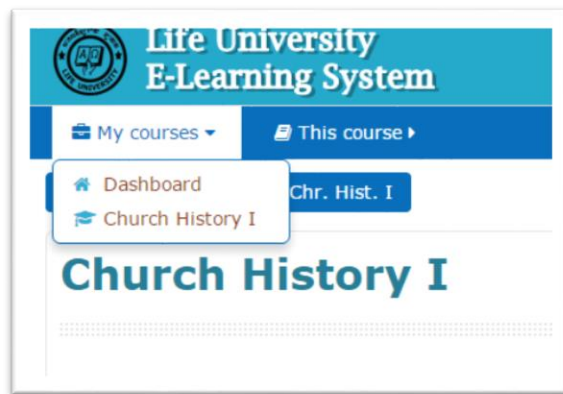 Life University
E-Learning System
My courses
This course
Dashboard
Chr. Hist. I
Church History I
Church History I